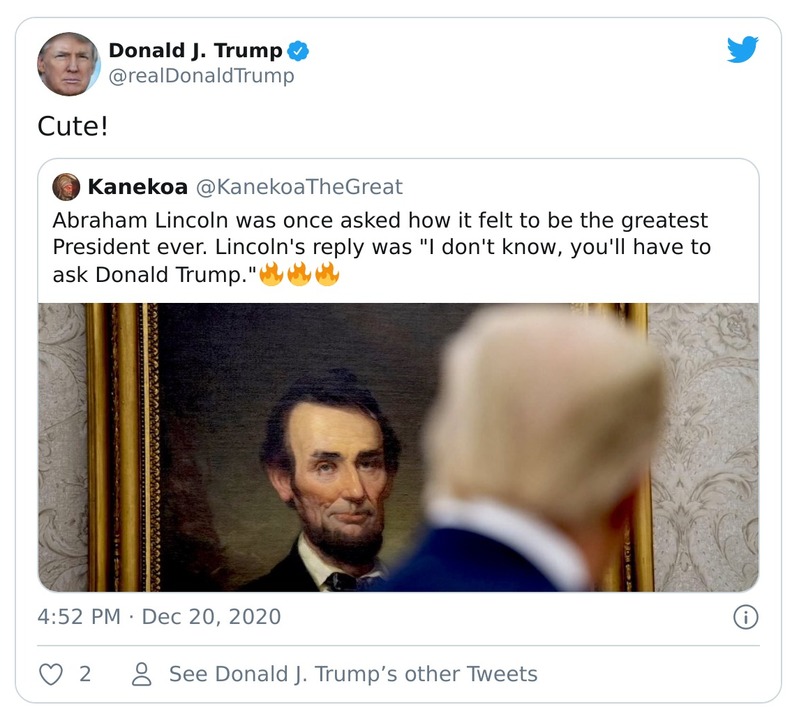 Donald J. Trump
@realDonaldTrump
Cute!
Kanekoa @KanekoaTheGreat
Abraham Lincoln was once asked how it felt to be the greatest
President ever. Lincoln's reply was "I don't know, you'll have to
ask Donald Trump."🔥🔥🔥
4:52 PM · Dec 20, 2020
2
See Donald J. Trump’s other Tweets